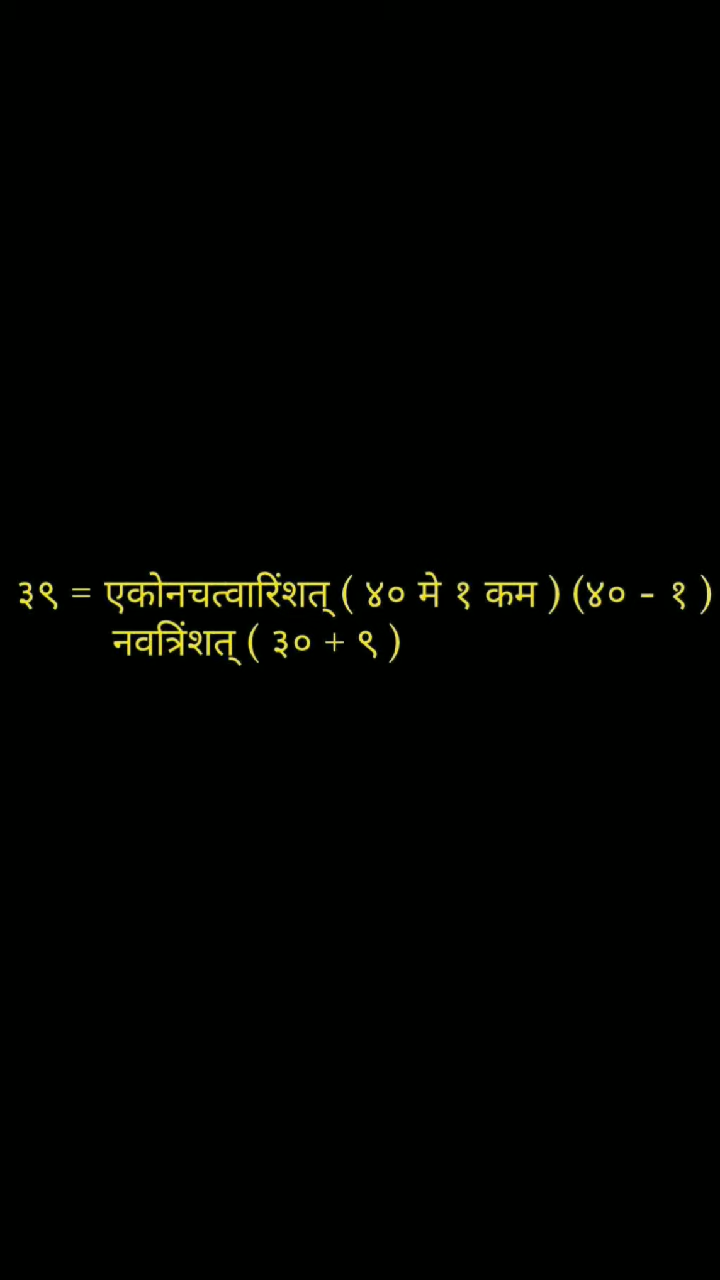 ३९ = एकोनचत्वारिंशत् ( ४० मे १ कम ) (४० - १ )
नवत्रिंशत् ( ३० + ९ )